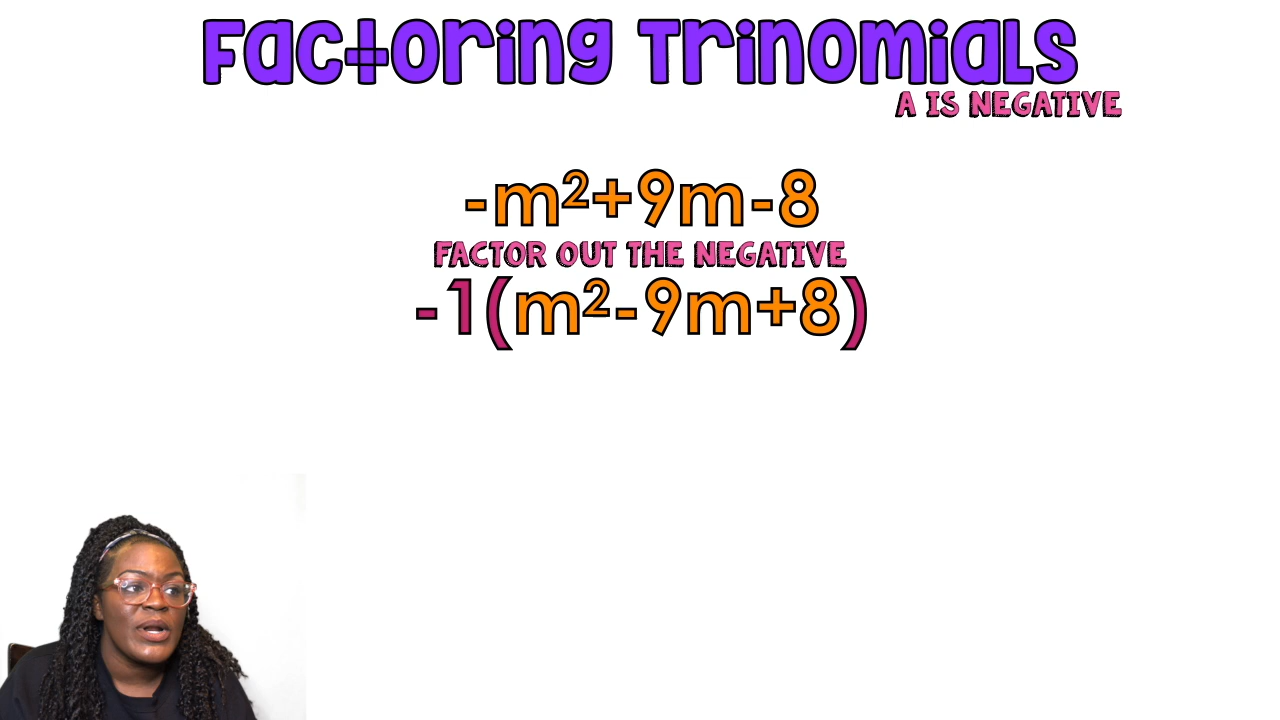 Factoring Trinomials
A IS NEGATIVE
-m²+9m-8
FACTOR OUT THE NEGATIVE
-1(m²-9m+8)